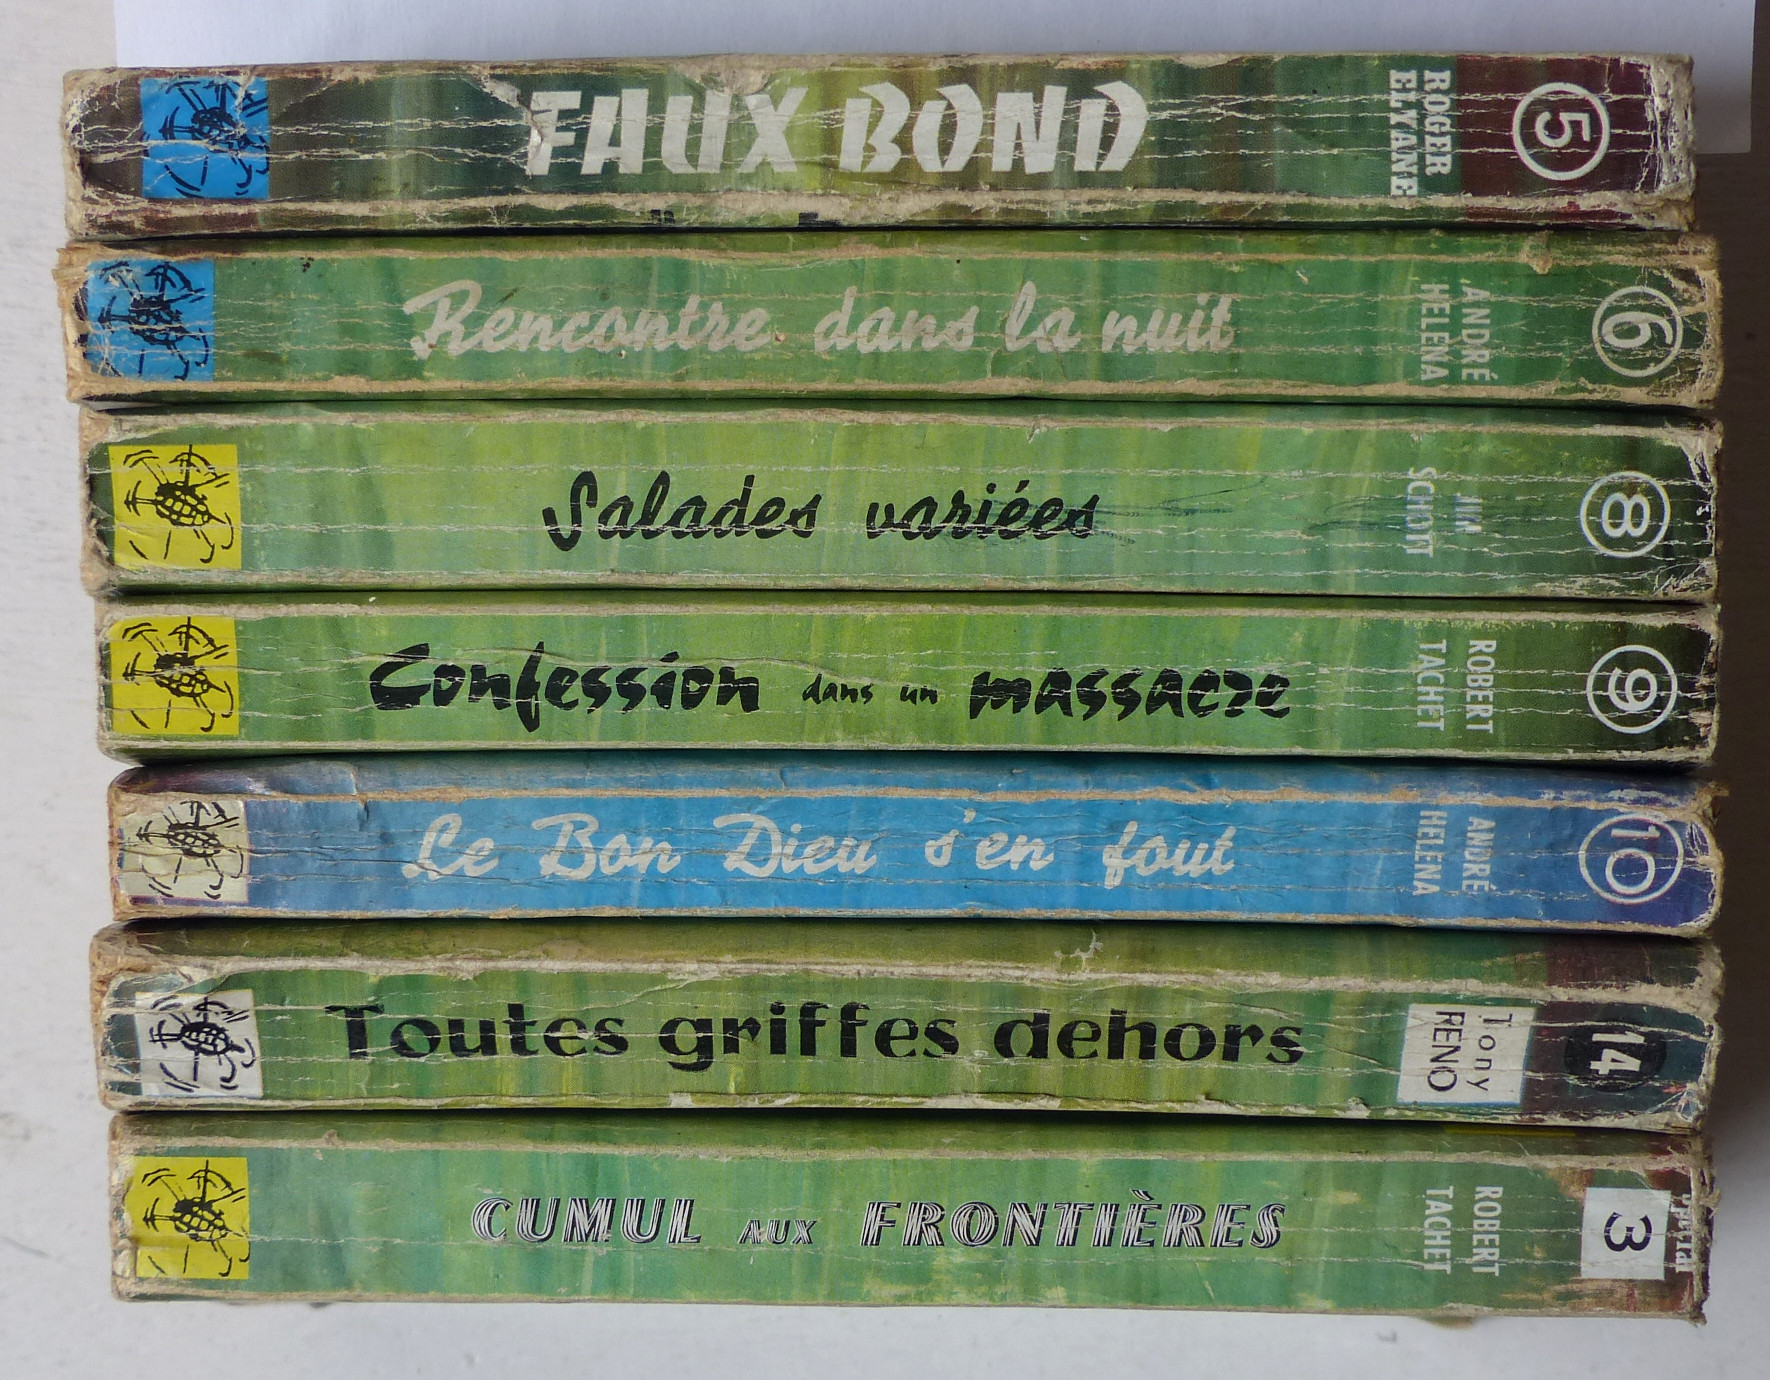 FAUX BOND
ROGER
ELXANE
5
Rencontre dans la nuit
ANDRÉ
HELENA
6
Salades variées
JIM
SCHOTT
8
Confession dans un massacre
ROBERT
TACHET
9
Le Bon Dieu s'en fout
ANDRÉ
HELENA
10
Toutes griffes dehors
Tony
RENO
14
CUMUL AUX FRONTIÈRES
ROBERT
TACHET
3